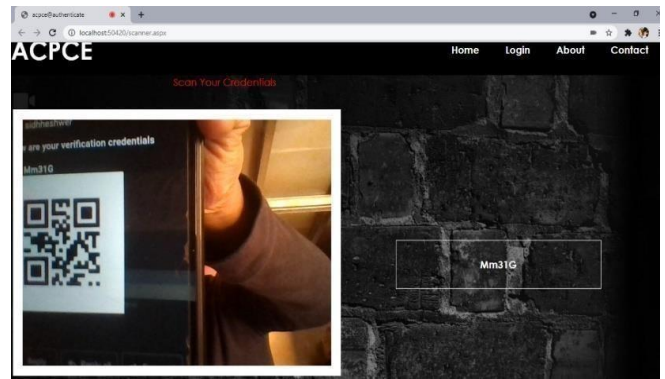 acpce@authenticate
localhost:50420/scanner.aspx
ACPCE
Home Login About Contact
Scan Your Credentials
sidhheshwer
are your verification credentials
Mm31G
Mm31G